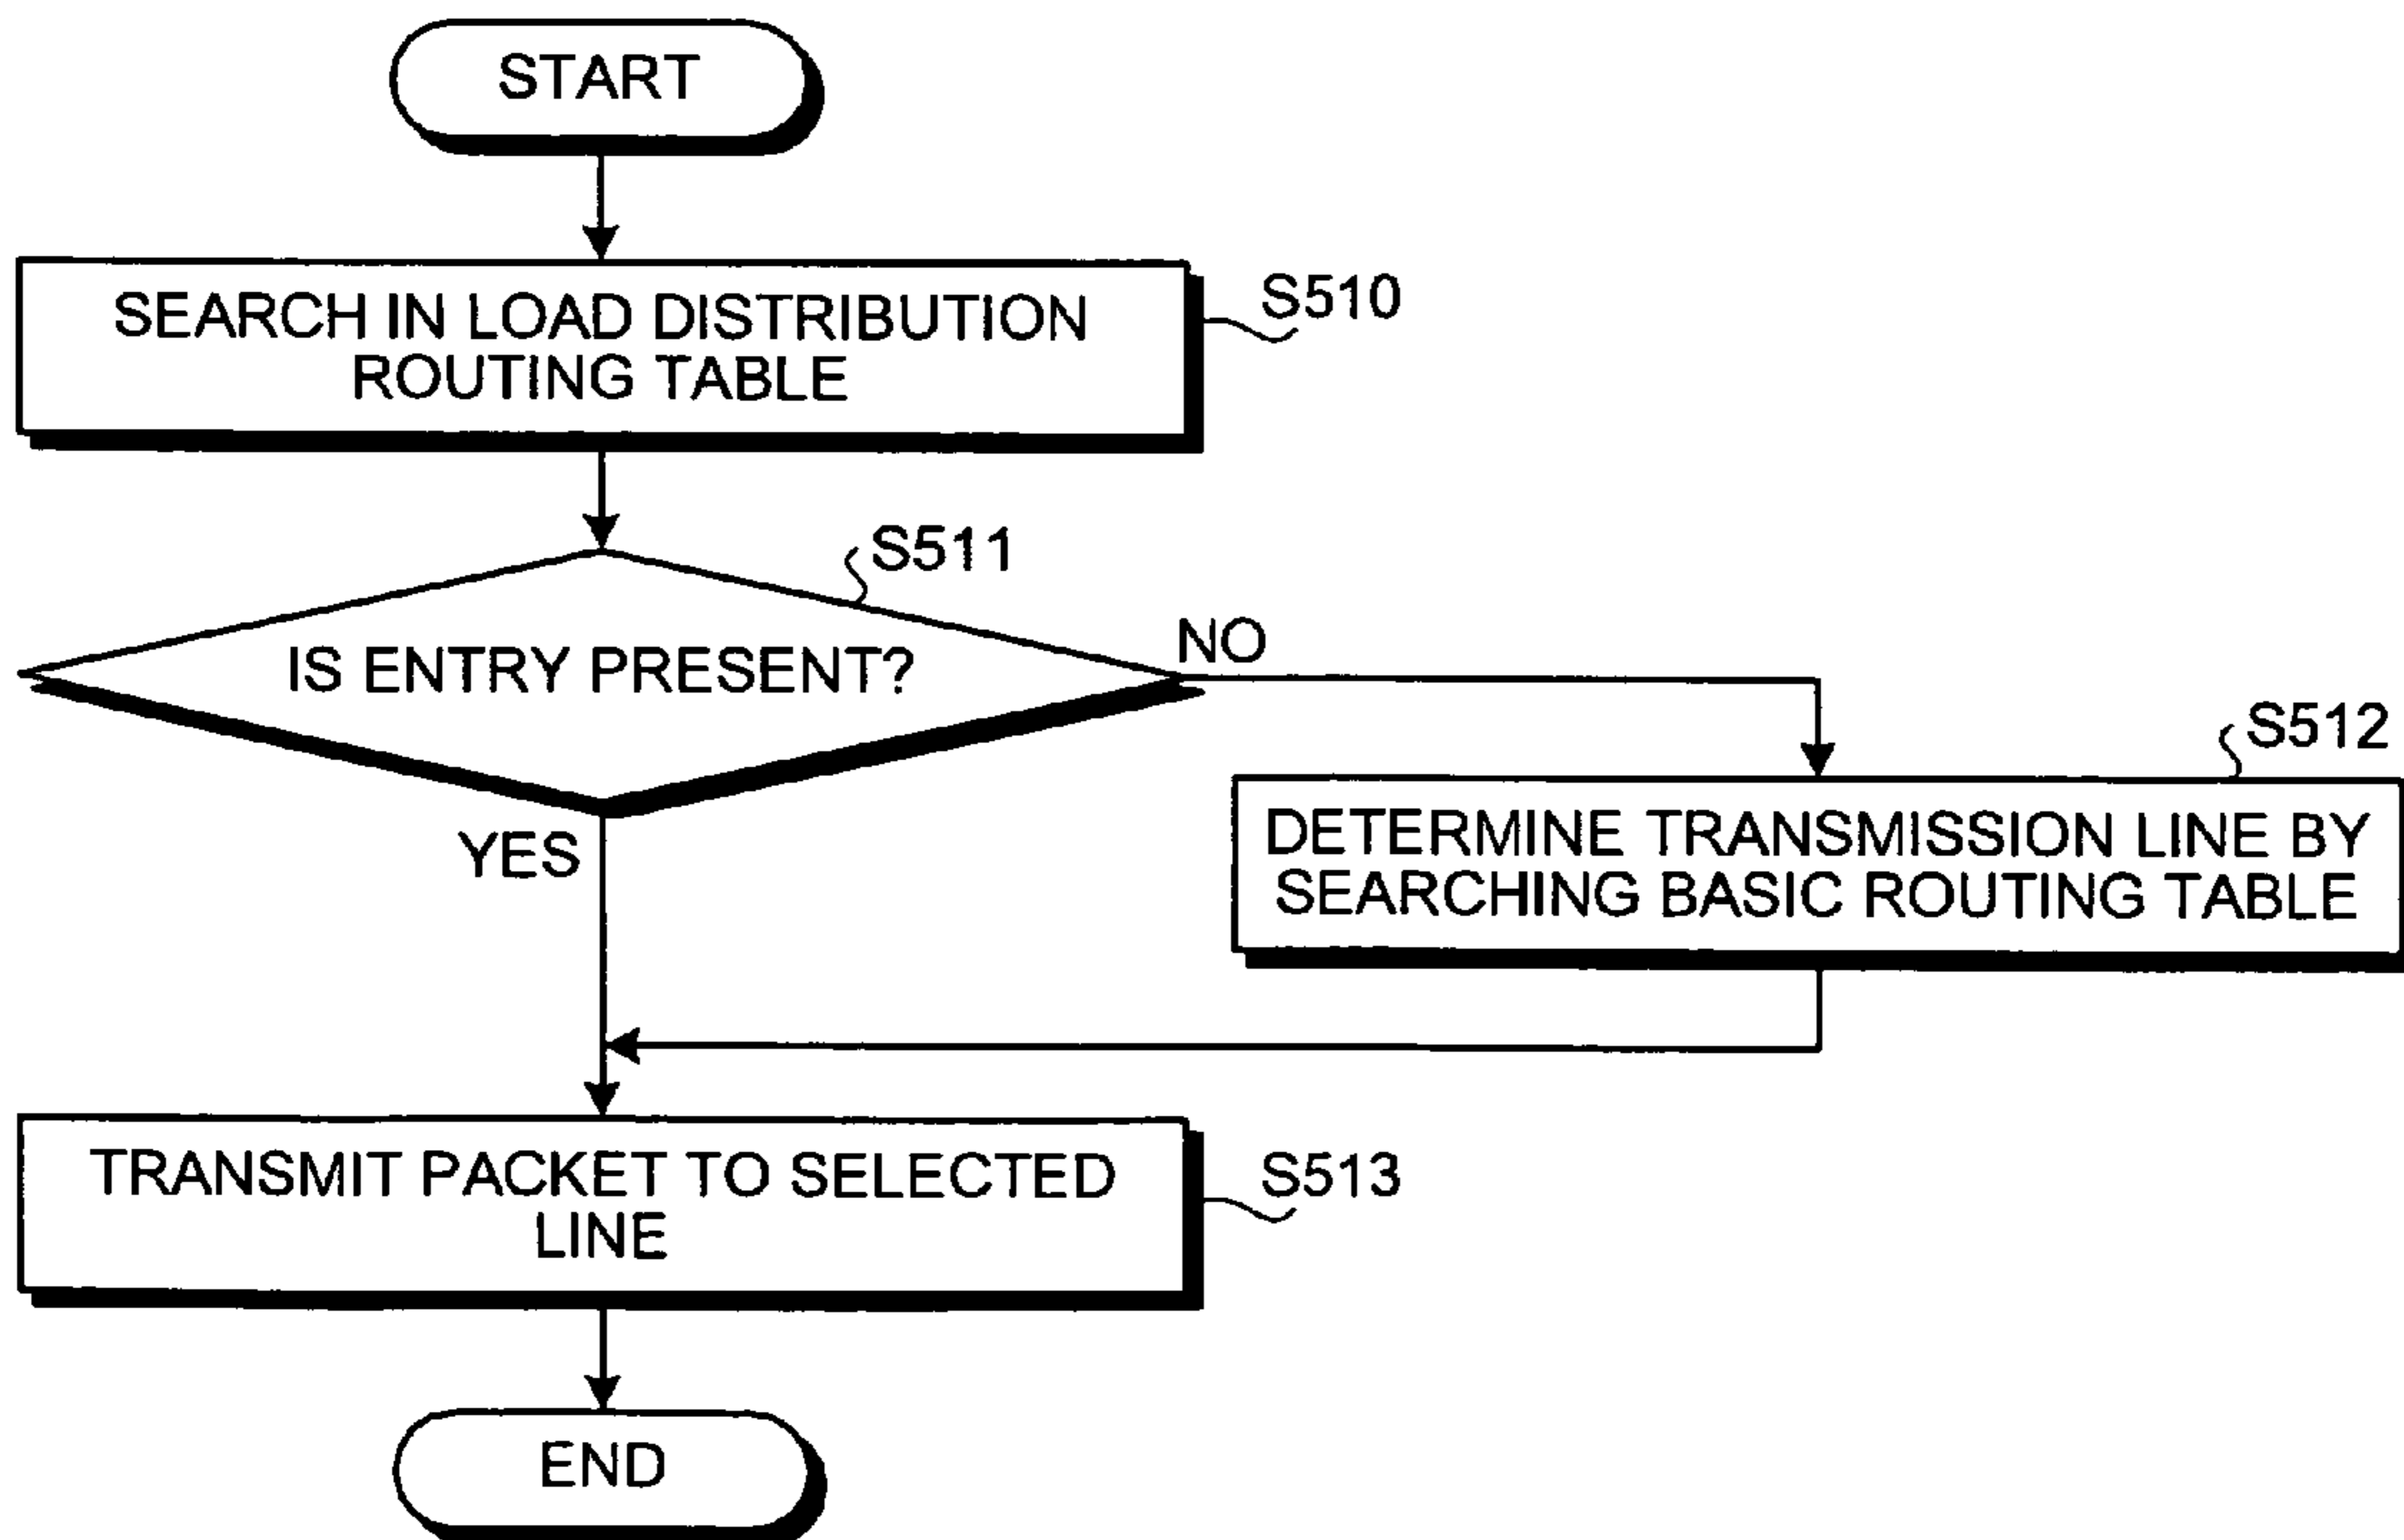 START
SEARCH IN LOAD DISTRIBUTION
ROUTING TABLE
S510
S511
IS ENTRY PRESENT?
NO
YES
S512
DETERMINE TRANSMISSION LINE BY
SEARCHING BASIC ROUTING TABLE
TRANSMIT PACKET TO SELECTED
LINE
S513
END